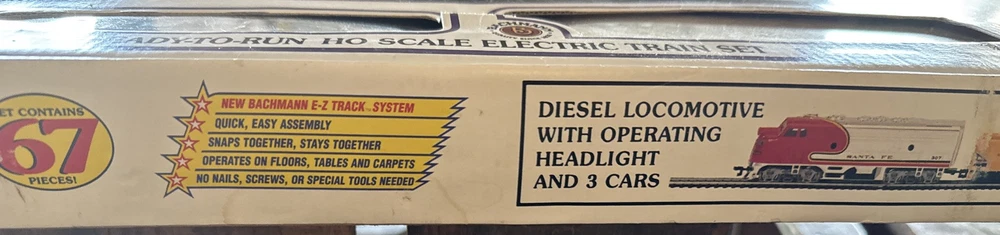 ADY-TO-RUN HO SCALE ELECTRIC TRAIN SET
ET CONTAINS
67
PIECES!
NEW BACHMANN E-Z TRACK SYSTEM
QUICK, EASY ASSEMBLY
SNAPS TOGETHER, STAYS TOGETHER
OPERATES ON FLOORS, TABLES AND CARPETS
NO NAILS, SCREWS, OR SPECIAL TOOLS NEEDED
DIESEL LOCOMOTIVE
WITH OPERATING
HEADLIGHT
AND 3 CARS
SANTA FE
307